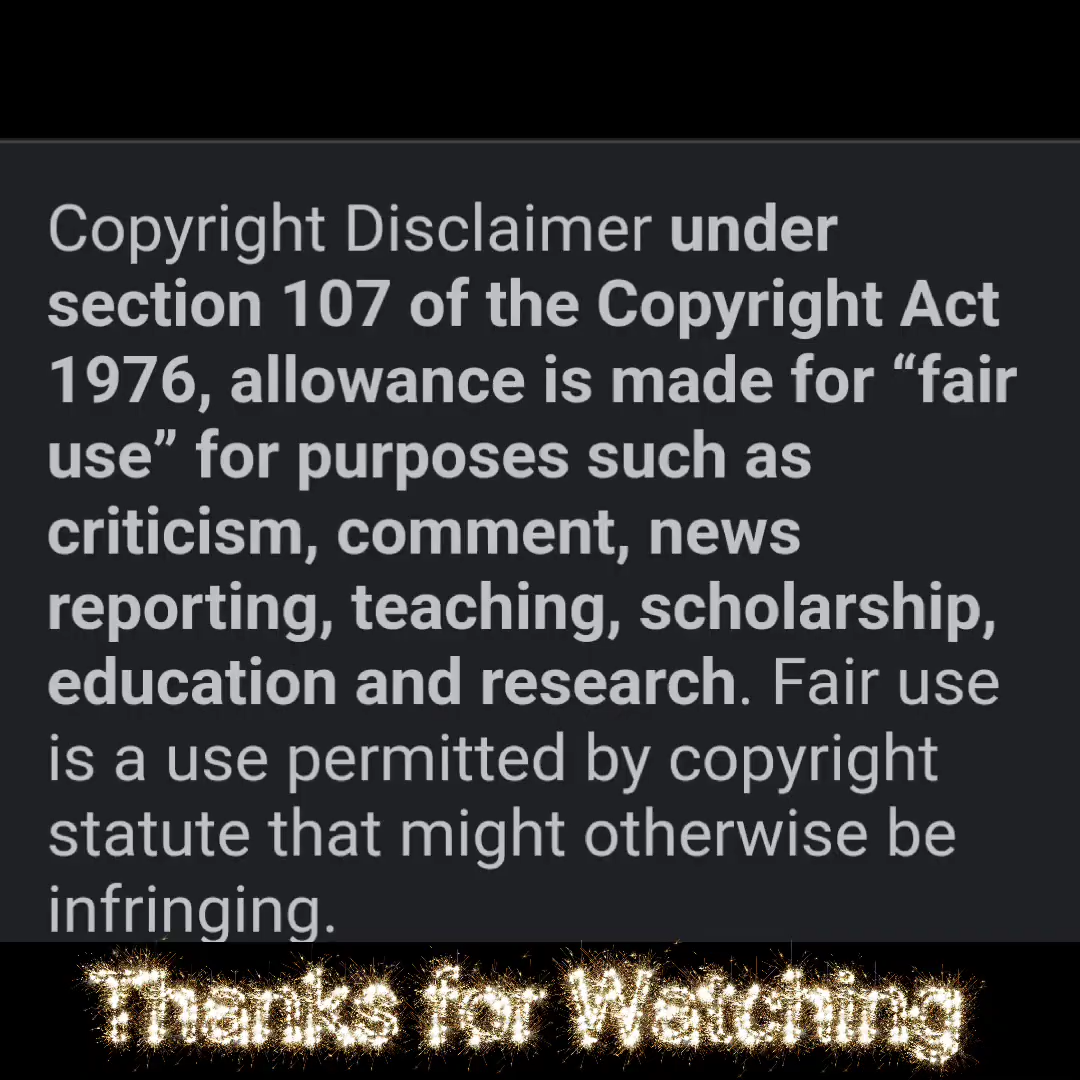 Copyright Disclaimer under
section 107 of the Copyright Act
1976, allowance is made for “fair
use” for purposes such as
criticism, comment, news
reporting, teaching, scholarship,
education and research. Fair use
is a use permitted by copyright
statute that might otherwise be
infringing.
Thanks for Watching